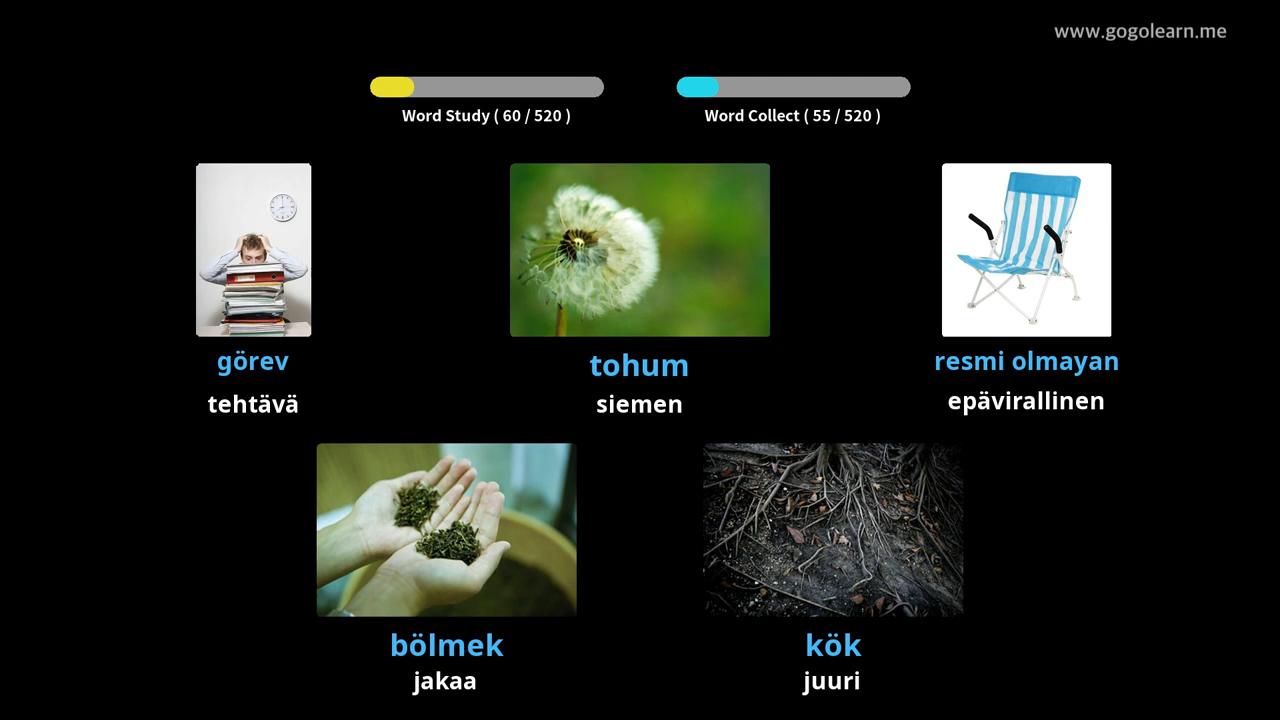 www.gogolearn.me
Word Study ( 60 / 520 )
Word Collect ( 55 / 520 )
görev
tehtävä
tohum
siemen
resmi olmayan
epävirallinen
bölmek
jakaa
kök
juuri